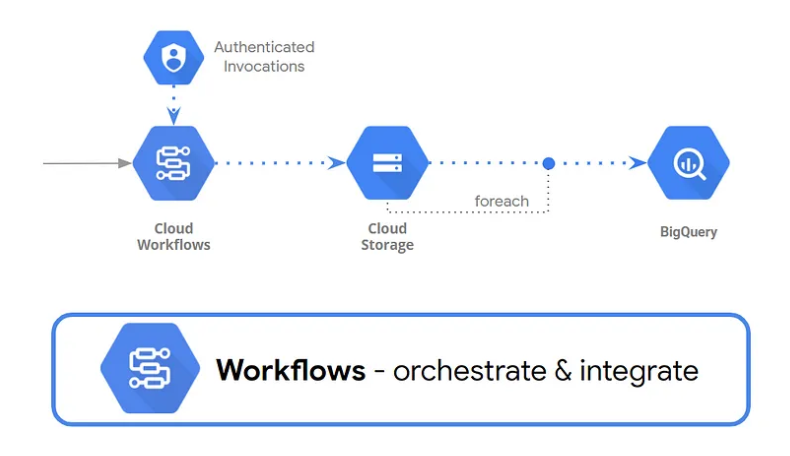 Authenticated
Invocations
foreach
Cloud
Workflows
Cloud
Storage
BigQuery
Workflows - orchestrate & integrate